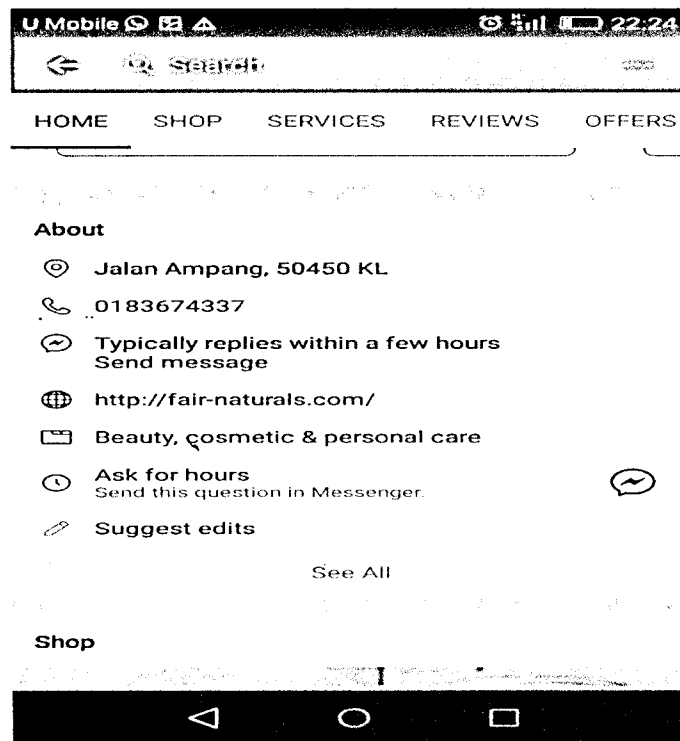 U Mobile 22:24
Search
HOME SHOP SERVICES REVIEWS OFFERS
About
Jalan Ampang, 50450 KL
0183674337
Typically replies within a few hours
Send message
http://fair-naturals.com/
Beauty, cosmetic & personal care
Ask for hours
Send this question in Messenger.
Suggest edits
See All
Shop